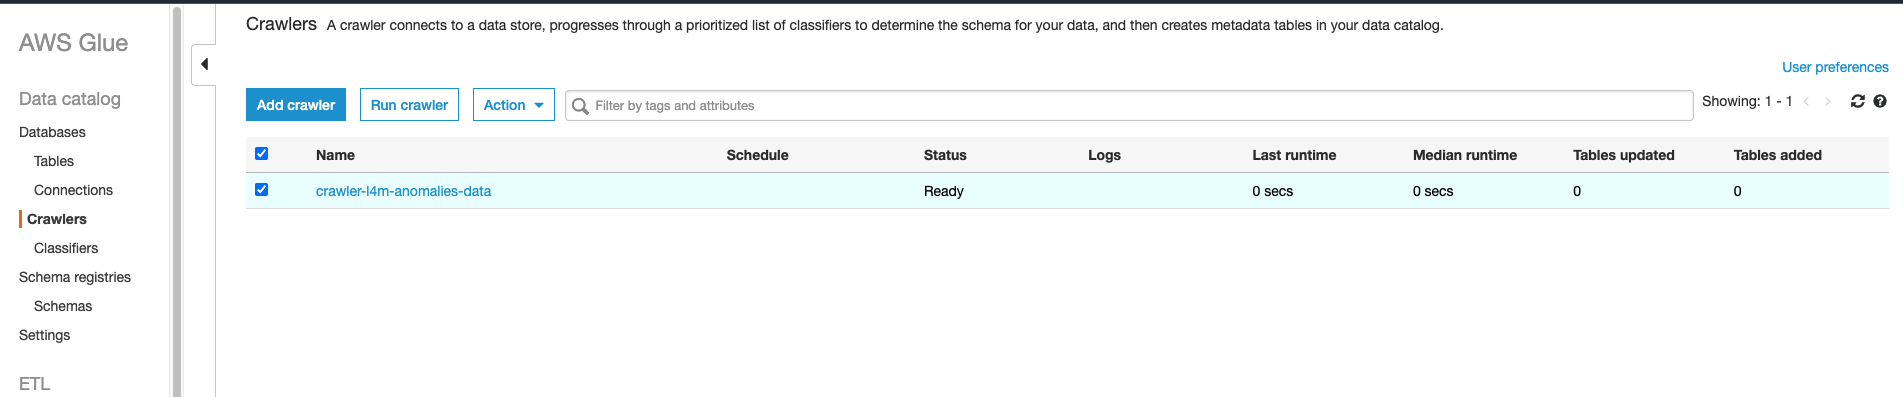 AWS Glue
Data catalog
Databases
Tables
Connections
Crawlers
Classifiers
Schema registries
Schemas
Settings
ETL
Crawlers A crawler connects to a data store, progresses through a prioritized list of classifiers to determine the schema for your data, and then creates metadata tables in your data catalog.
User preferences
Add crawler Run crawler Action Filter by tags and attributes Showing: 1 - 1
Name Schedule Status Logs Last runtime Median runtime Tables updated Tables added
crawler-l4m-anomalies-data Ready 0 secs 0 secs 0 0